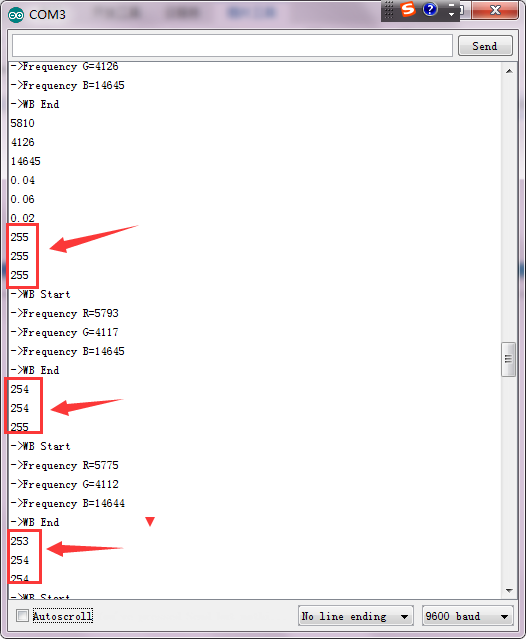 COM3
Send
->Frequency G=4126
->Frequency B=14645
->WB End
5810
4126
14645
0.04
0.06
0.02
255
255
255
->WB Start
->Frequency R=5793
->Frequency G=4117
->Frequency B=14645
->WB End
254
254
255
->WB Start
->Frequency R=5775
->Frequency G=4112
->Frequency B=14644
->WB End
253
254
254
->WB Start
Autoscroll
No line ending
9600 baud